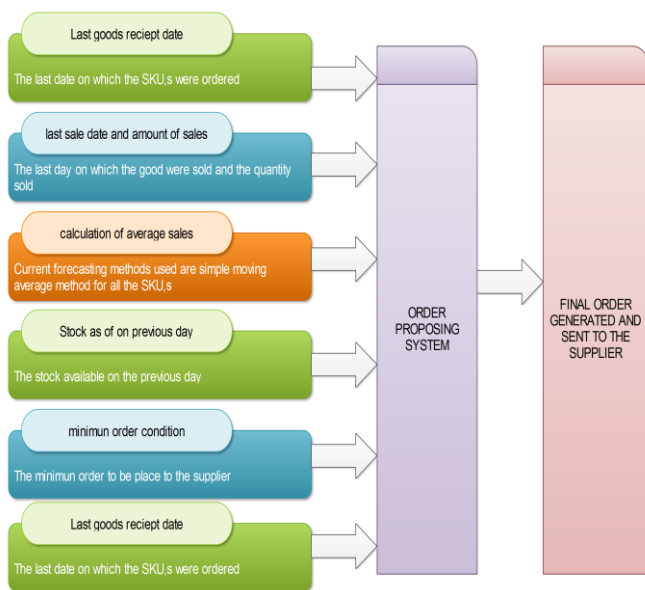 Last goods reciept date
The last date on which the SKU,s were ordered
last sale date and amount of sales
The last day on which the good were sold and the quantity
sold
calculation of average sales
Current forecasting methods used are simple moving
average method for all the SKU,s
Stock as of on previous day
The stock available on the previous day
minimun order condition
The minimun order to be place to the supplier
Last goods reciept date
The last date on which the SKU,s were ordered
ORDER
PROPOSING
SYSTEM
FINAL ORDER
GENERATED AND
SENT TO THE
SUPPLIER